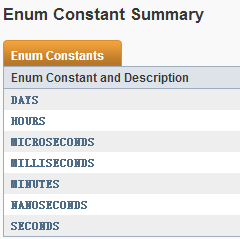 Enum Constant Summary
Enum Constants
Enum Constant and Description
DAYS
HOURS
MICROSECONDS
MILLISECONDS
MINUTES
NANOSECONDS
SECONDS